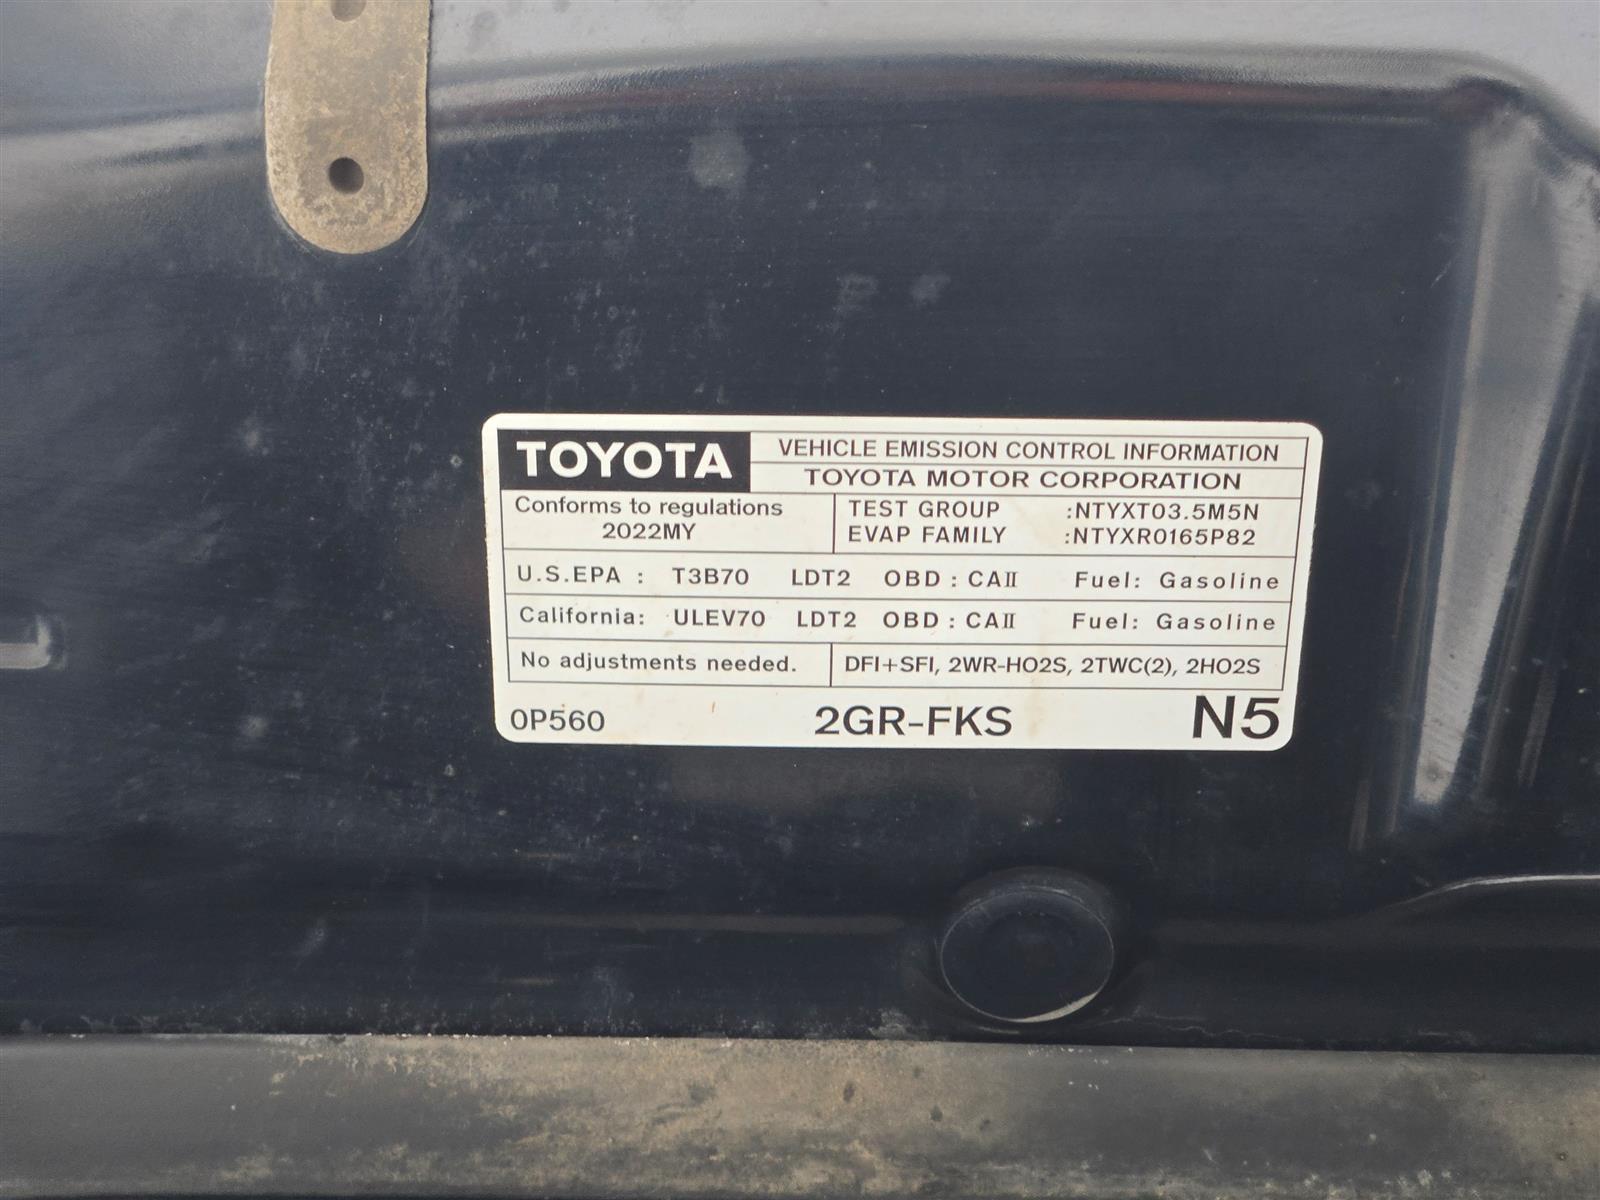 TOYOTA
VEHICLE EMISSION CONTROL INFORMATION
TOYOTA MOTOR CORPORATION
Conforms to regulations
2022MY
TEST GROUP :NTYXT03.5M5N
EVAP FAMILY :NTYXR0165P82
U.S.EPA : T3B70 LDT2 OBD : CAII Fuel: Gasoline
California: ULEV70 LDT2 OBD : CAII Fuel: Gasoline
No adjustments needed.
DFI+SFI, 2WR-HO2S, 2TWC(2), 2HO2S
0P560 2GR-FKS N5